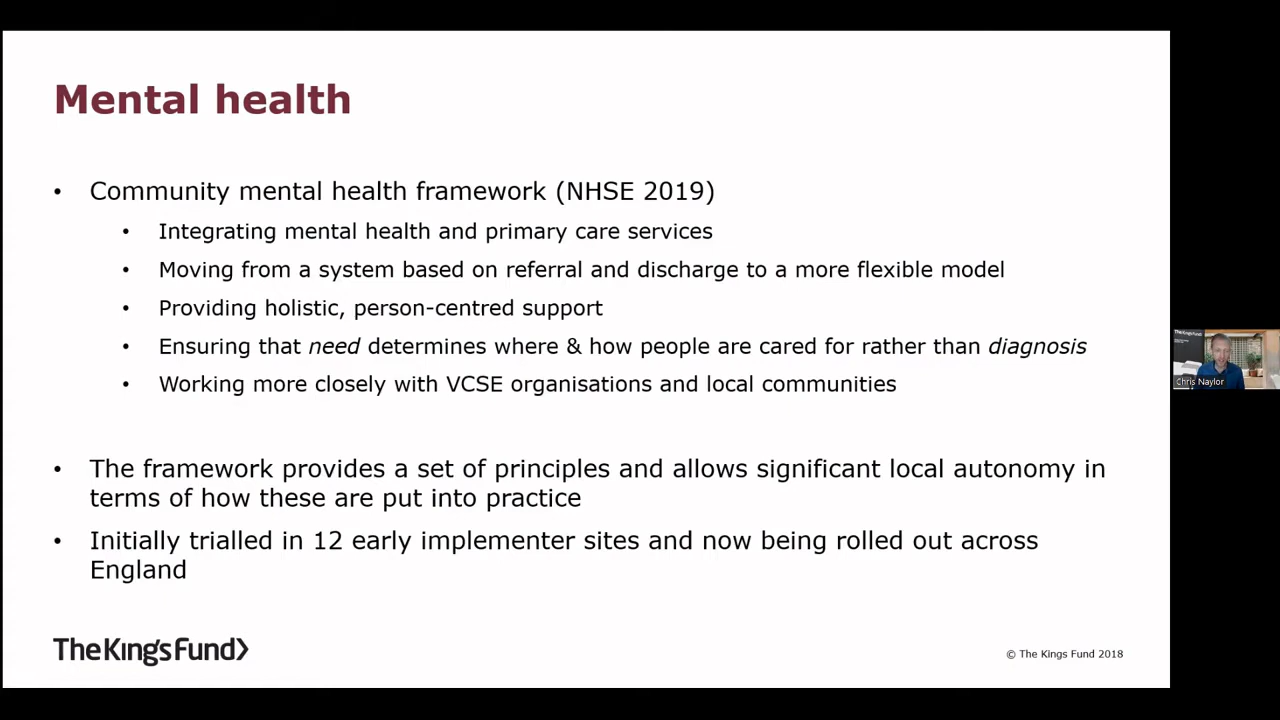 Mental health
• Community mental health framework (NHSE 2019)
• Integrating mental health and primary care services
• Moving from a system based on referral and discharge to a more flexible model
• Providing holistic, person-centred support
• Ensuring that need determines where & how people are cared for rather than diagnosis
• Working more closely with VCSE organisations and local communities
• The framework provides a set of principles and allows significant local autonomy in
terms of how these are put into practice
• Initially trialled in 12 early implementer sites and now being rolled out across
England
TheKingsFund>
© The Kings Fund 2018
TheKingsFund>
Chris Naylor